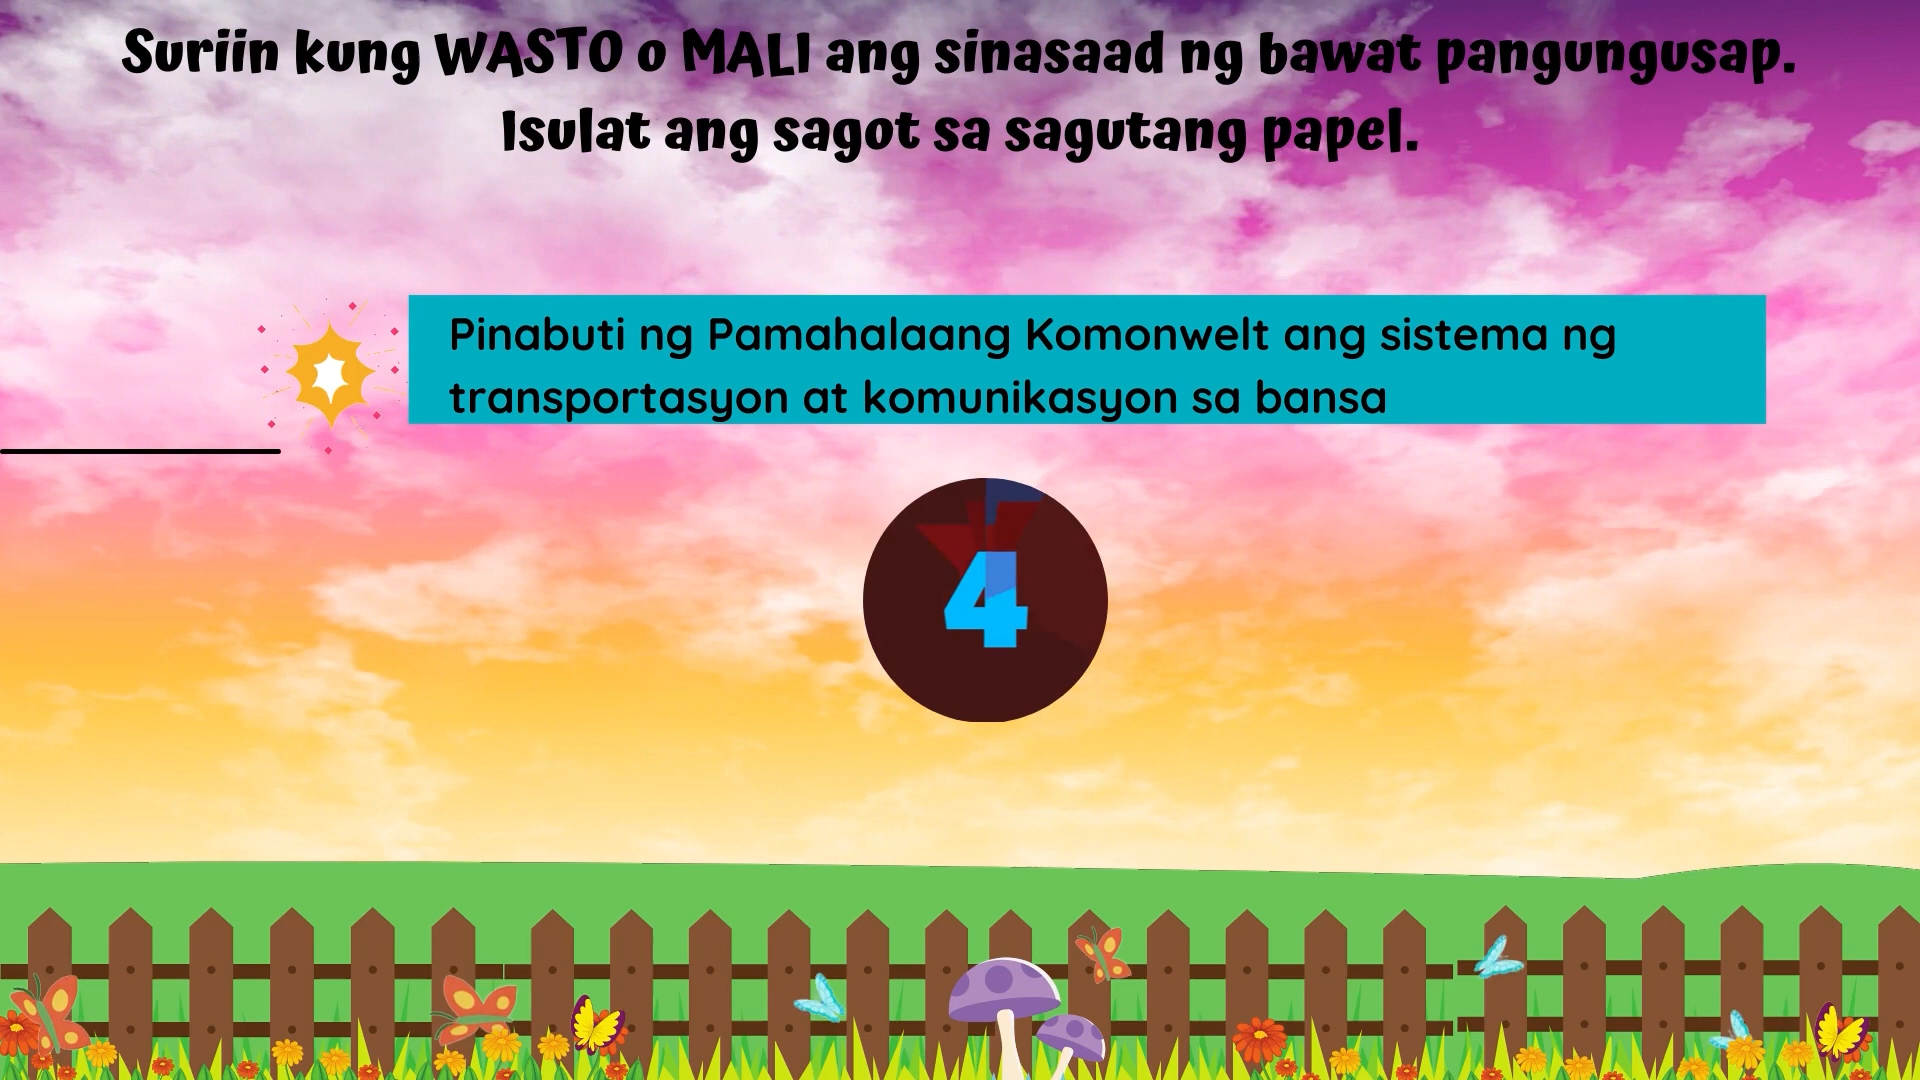 Suriin kung WASTO o MALI ang sinasaad ng bawat pangungusap.
Isulat ang sagot sa sagutang papel.
Pinabuti ng Pamahalaang Komonwelt ang sistema ng
transportasyon at komunikasyon sa bansa
4